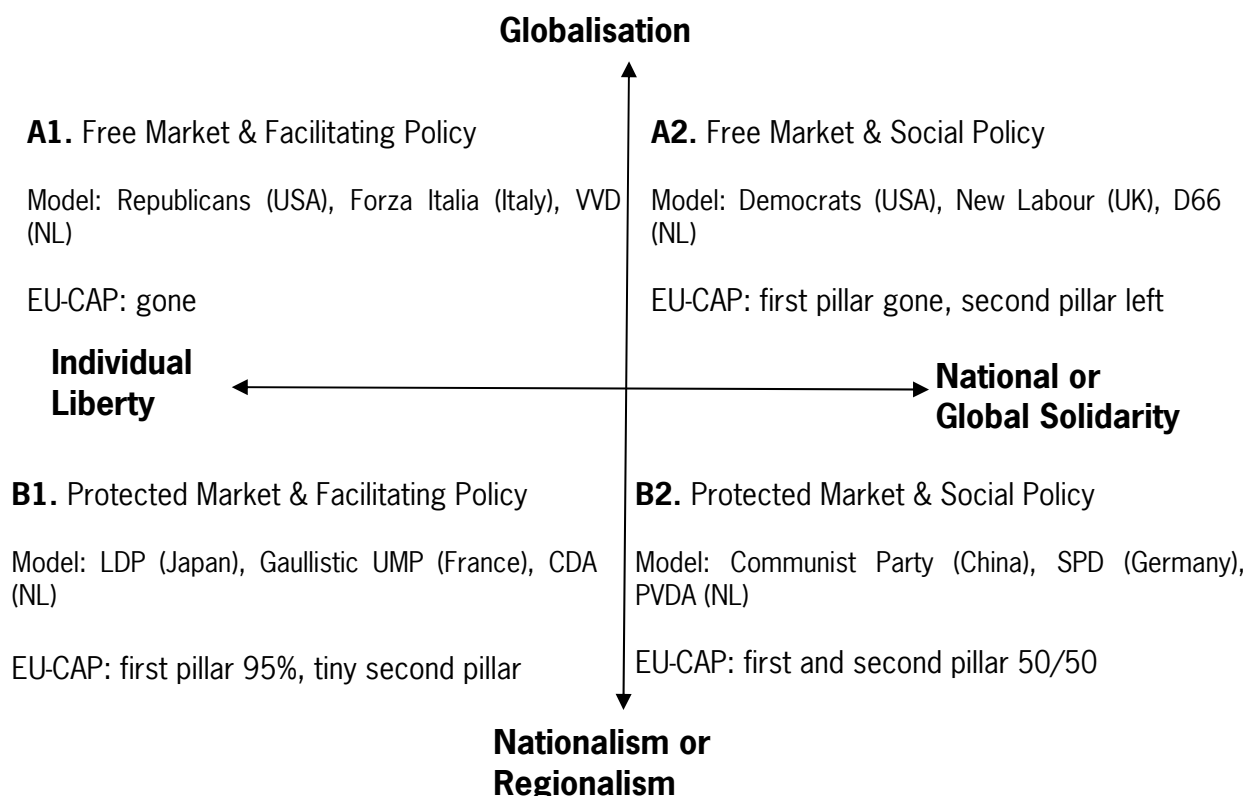 Globalisation
A1. Free Market & Facilitating Policy
Model: Republicans (USA), Forza Italia (Italy), VVD
(NL)
EU-CAP: gone
A2. Free Market & Social Policy
Model: Democrats (USA), New Labour (UK), D66
(NL)
EU-CAP: first pillar gone, second pillar left
Individual
Liberty
National or
Global Solidarity
B1. Protected Market & Facilitating Policy
Model: LDP (Japan), Gaullistic UMP (France), CDA
(NL)
EU-CAP: first pillar 95%, tiny second pillar
B2. Protected Market & Social Policy
Model: Communist Party (China), SPD (Germany),
PVDA (NL)
EU-CAP: first and second pillar 50/50
Nationalism or
Regionalism